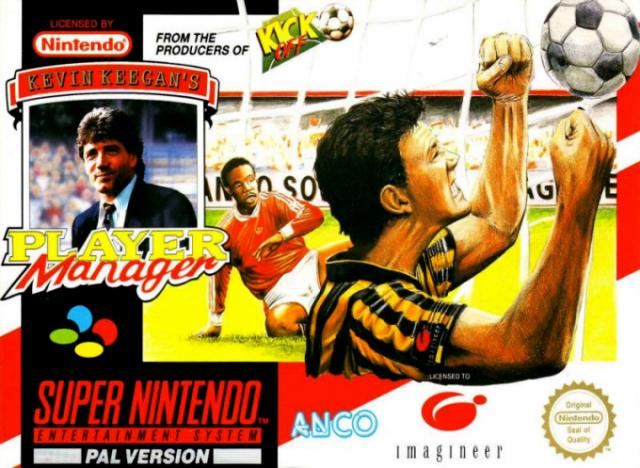 LICENSED BY
Nintendo
FROM THE
PRODUCERS OF
KICK
OFF
KEVIN KEEGAN'S
PLAYER
Manager
SUPER NINTENDO
ENTERTAINMENT SYSTEM
PAL VERSION
ANCO
LICENSED TO
imagineer
Original
Nintendo
Seal of
Quality